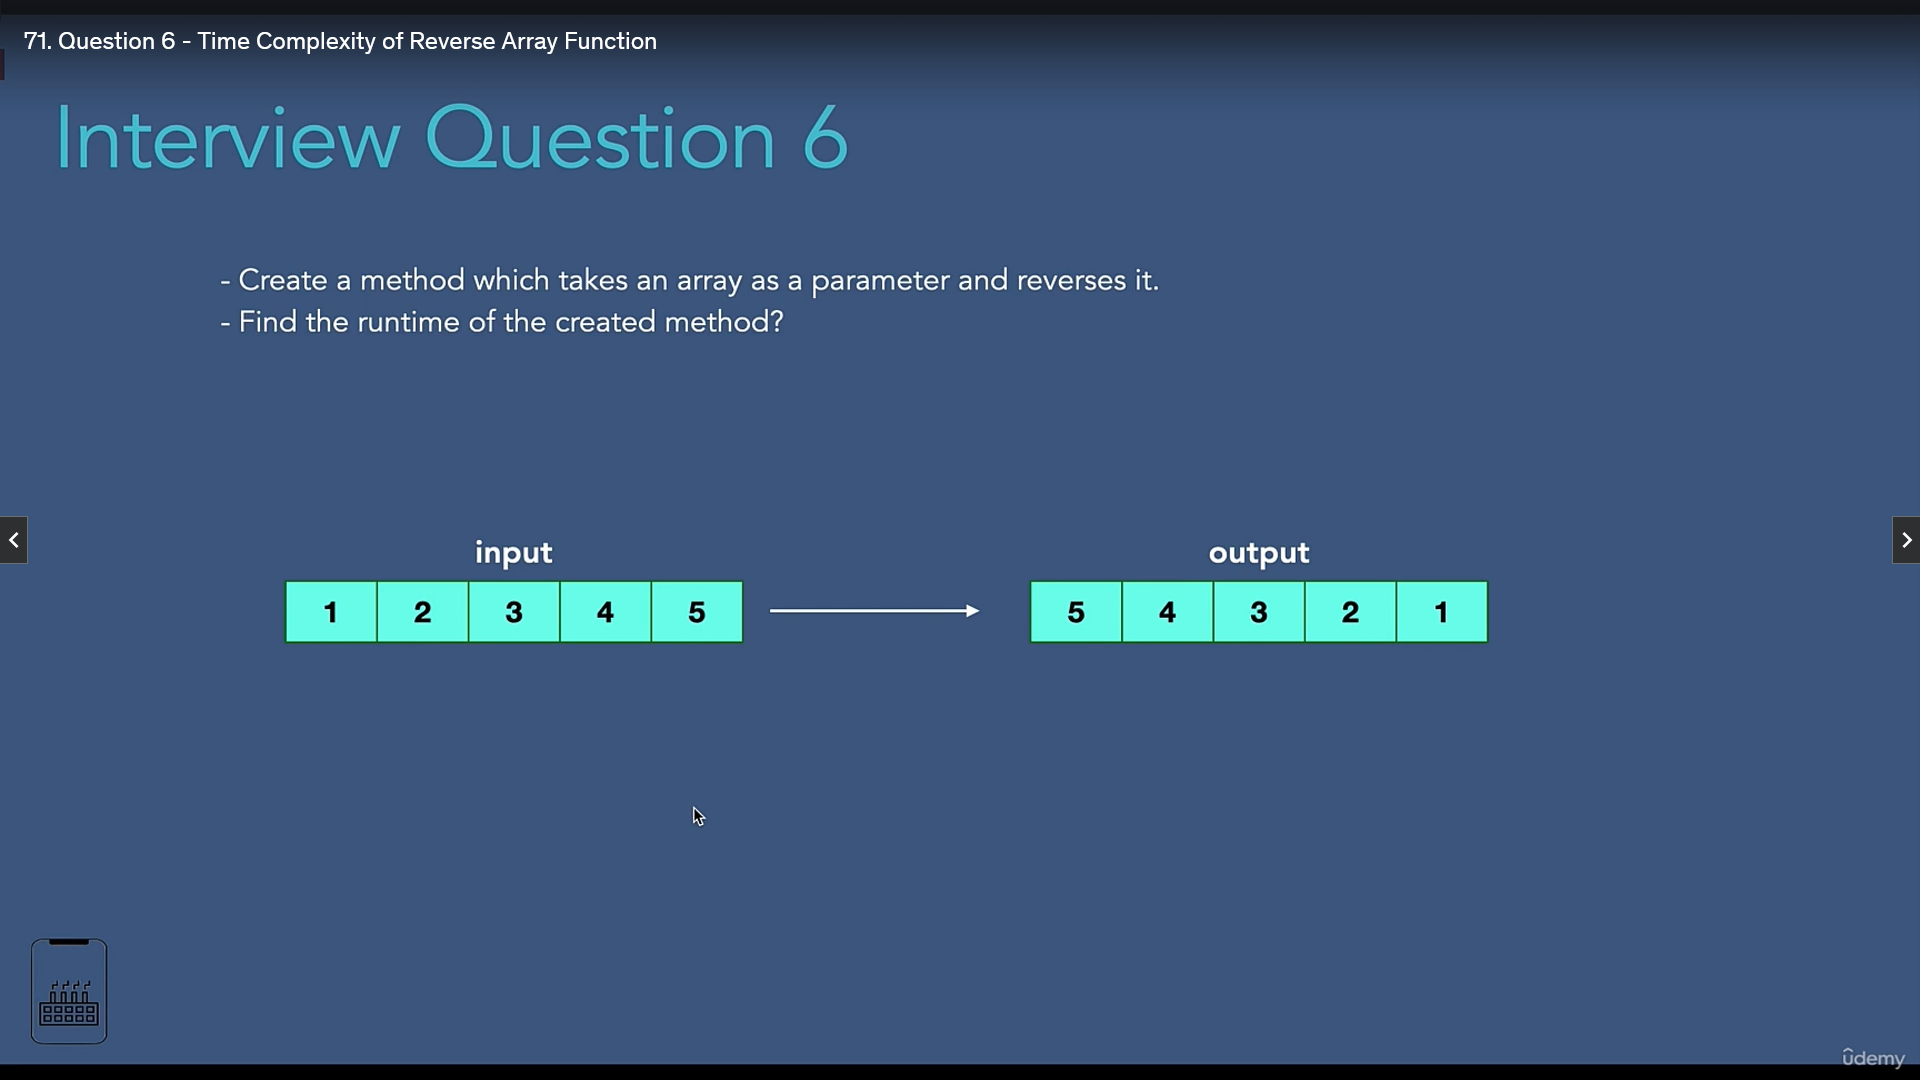 71. Question 6 - Time Complexity of Reverse Array Function
Interview Question 6
- Create a method which takes an array as a parameter and reverses it.
- Find the runtime of the created method?
input
output
1 2 3 4 5
5 4 3 2 1
ûdemy